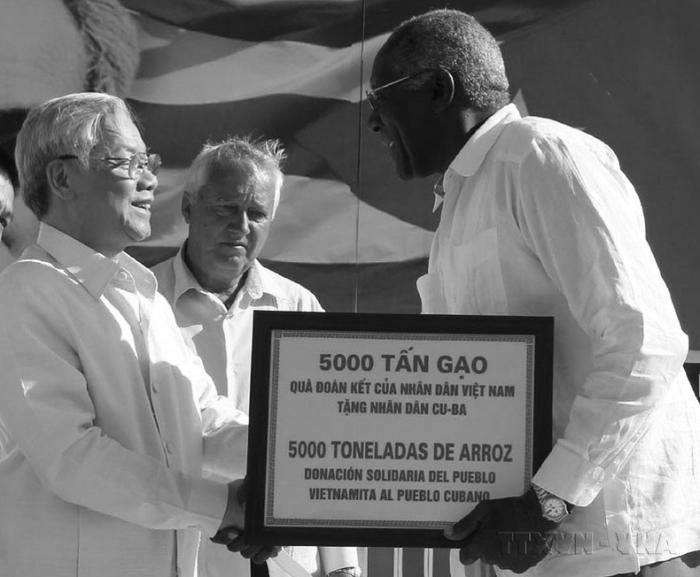 5000 TẤN GẠO
QUÀ ĐOÀN KẾT CỦA NHÂN DÂN VIỆT NAM
TẶNG NHÂN DÂN CU-BA
5000 TONELADAS DE ARROZ
DONACIÓN SOLIDARIA DEL PUEBLO
VIETNAMITA AL PUEBLO CUBANO
TTXVN - VNA